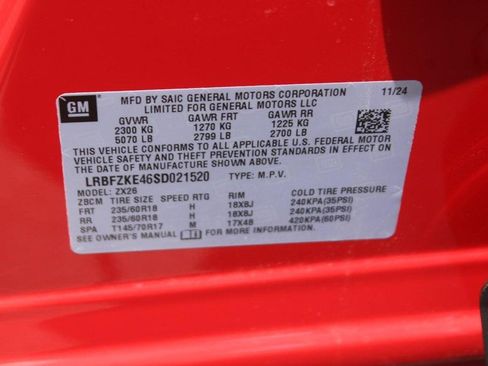 GM
MFD BY SAIC GENERAL MOTORS CORPORATION 11/24
LIMITED FOR GENERAL MOTORS LLC
GVWR GAWR FRT GAWR RR
2300 KG 1270 KG 1225 KG
5070 LB 2799 LB 2700 LB
THIS VEHICLE CONFORMS TO ALL APPLICABLE U.S. FEDERAL MOTOR
VEHICLE SAFETY, BUMPER, AND THEFT PREVENTION STANDARDS IN EFFECT ON
THE DATE OF MANUFACTURE SHOWN ABOVE.
LRBFZKE46SD021520 TYPE: M.P.V.
MODEL: ZX26
ZBCM TIRE SIZE SPEED RTG RIM COLD TIRE PRESSURE
FRT 235/60R18 H 18X8J 240KPA(35PSI)
RR 235/60R18 H 18X8J 240KPA(35PSI)
SPA T145/70R17 M 17X4B 420KPA(60PSI)
SEE OWNER'S MANUAL FOR MORE INFORMATION